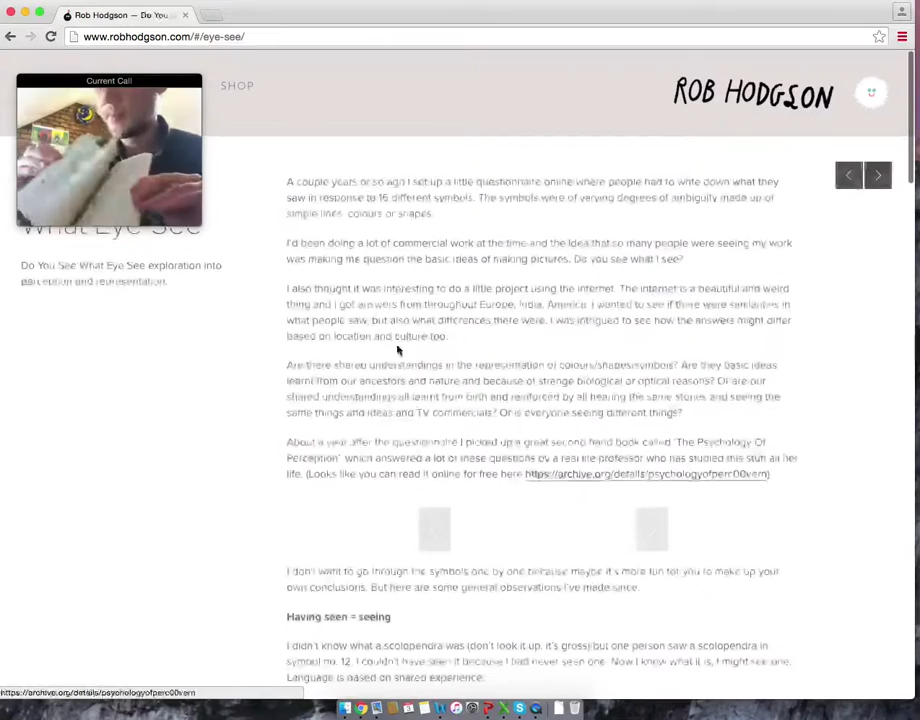 Rob Hodgson — Do You
www.robhodgson.com/#/eye-see/
Current Call
SHOP
ROB HODGSON
What Eye See
Do You See What Eye See exploration into
perception and representation.
A couple years or so ago I set up a little questionnaire online where people had to write down what they
saw in response to 16 different symbols. The symbols were of varying degrees of ambiguity made up of
simple lines, colours or shapes.
I'd been doing a lot of commercial work at the time and the idea that so many people were seeing my work
was making me question the basic ideas of making pictures. Do you see what I see?
I also thought it was interesting to do a little project using the internet. The internet is a beautiful and weird
thing and I got answers from throughout Europe, India, America. I wanted to see if there were similarities in
what people saw, but also what differences there were. I was intrigued to see how the answers might differ
based on location and culture too.
Are there shared understandings in the representation of colours/shapes/symbols? Are they basic ideas
learnt from our ancestors and nature and because of strange biological or optical reasons? Or are our
shared understandings all learnt from birth and reinforced by all hearing the same stories and seeing the
same things and ideas and TV commercials? Or is everyone seeing different things?
About a year after the questionnaire I picked up a great second hand book called 'The Psychology Of
Perception' which answered a lot of these questions by a real life professor who has studied this stuff all her
life. (Looks like you can read it online for free here https://archive.org/details/psychologyofperc00vern)
I don't want to go through the symbols one by one because maybe it's more fun for you to make up your
own conclusions. But here are some general observations I've made since.
Having seen = seeing
I didn't know what a scolopendra was (don't look it up, it's gross) but one person saw a scolopendra in
symbol no. 12. I couldn't have seen it because I had never seen one. Now I know what it is, I might see one.
Language is based on shared experience.
https://archive.org/details/psychologyofperc00vern